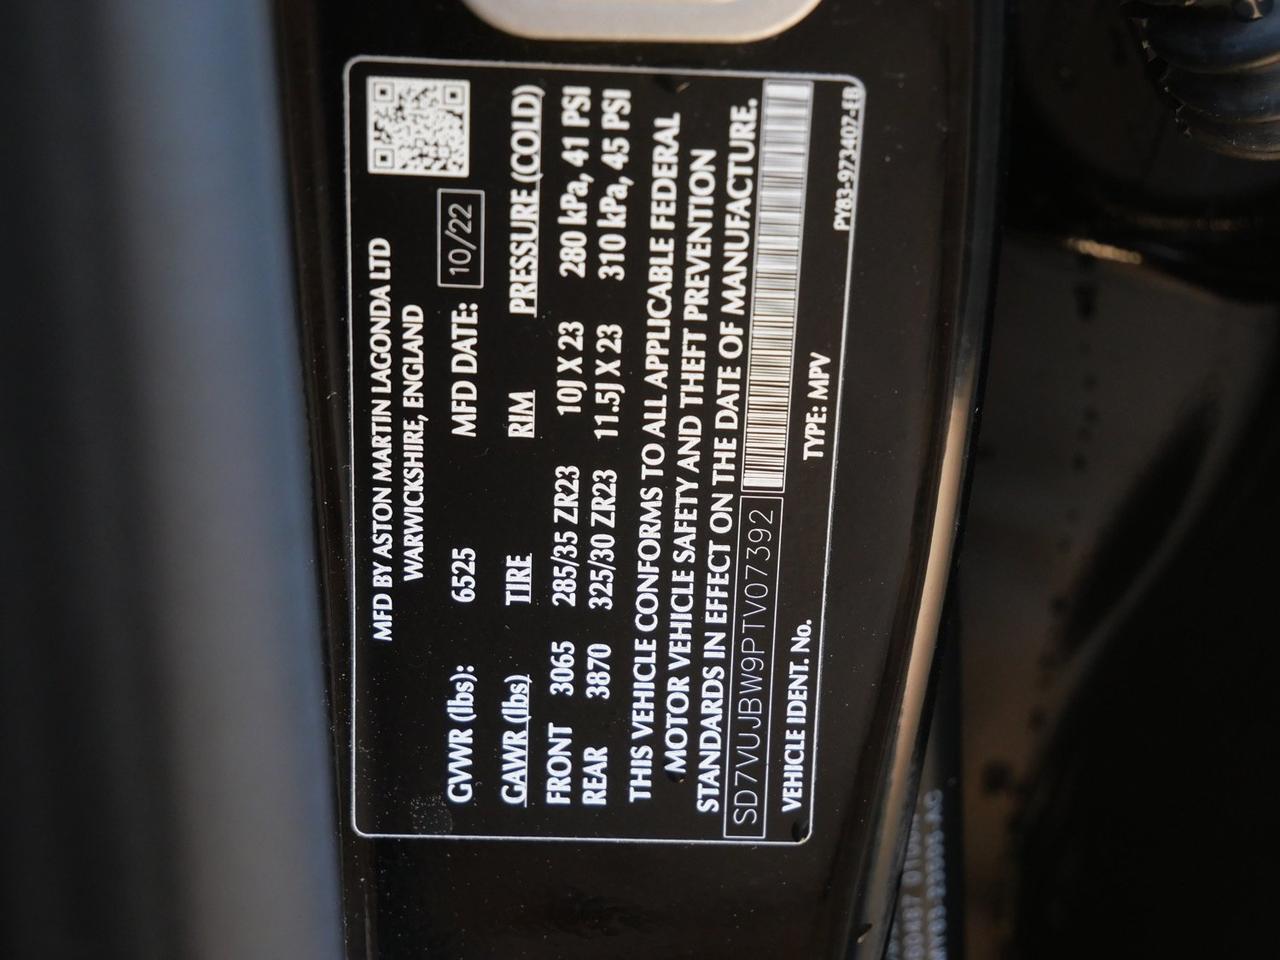 MFD BY ASTON MARTIN LAGONDA LTD
WARWICKSHIRE, ENGLAND
GVWR (lbs): 6525 MFD DATE: 10/22
GAWR (lbs) TIRE RIM PRESSURE (COLD)
FRONT 3065 285/35 ZR23 10J X 23 280 kPa, 41 PSI
REAR 3870 325/30 ZR23 11.5J X 23 310 kPa, 45 PSI
THIS VEHICLE CONFORMS TO ALL APPLICABLE FEDERAL
MOTOR VEHICLE SAFETY AND THEFT PREVENTION
STANDARDS IN EFFECT ON THE DATE OF MANUFACTURE.
SD7VUJBW9PTV07392
VEHICLE IDENT. No. TYPE: MPV
PY83-973407-EB